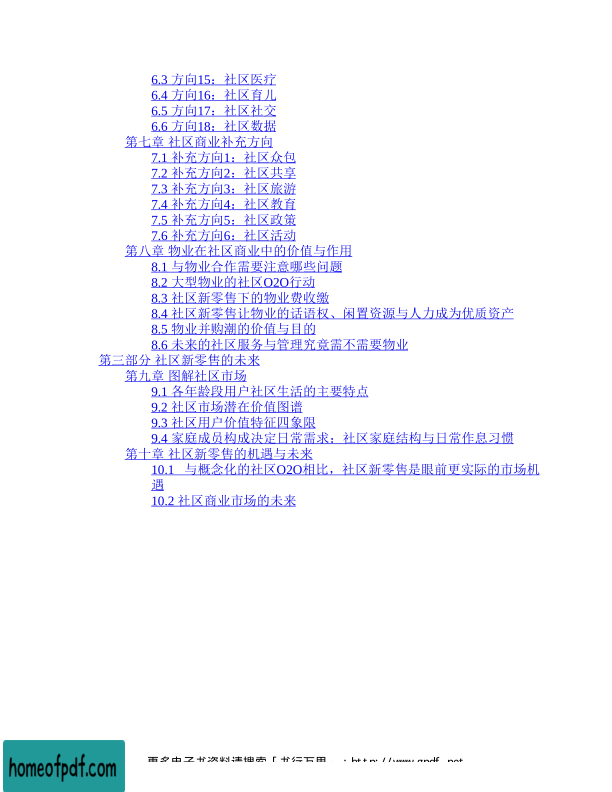 6.3 方向15：社区医疗
6.4 方向16：社区育儿
6.5 方向17：社区社交
6.6 方向18：社区数据
第七章 社区商业补充方向
7.1 补充方向1：社区众包
7.2 补充方向2：社区共享
7.3 补充方向3：社区旅游
7.4 补充方向4：社区教育
7.5 补充方向5：社区政策
7.6 补充方向6：社区活动
第八章 物业在社区商业中的价值与作用
8.1 与物业合作需要注意哪些问题
8.2 大型物业的社区O2O行动
8.3 社区新零售下的物业费收缴
8.4 社区新零售让物业的话语权、闲置资源与人力成为优质资产
8.5 物业并购潮的价值与目的
8.6 未来的社区服务与管理究竟需不需要物业
第三部分 社区新零售的未来
第九章 图解社区市场
9.1 各年龄段用户社区生活的主要特点
9.2 社区市场潜在价值图谱
9.3 社区用户价值特征四象限
9.4 家庭成员构成决定日常需求：社区家庭结构与日常作息习惯
第十章 社区新零售的机遇与未来
10.1 与概念化的社区O2O相比，社区新零售是眼前更实际的市场机
遇
10.2 社区商业市场的未来
homeofpdf.com